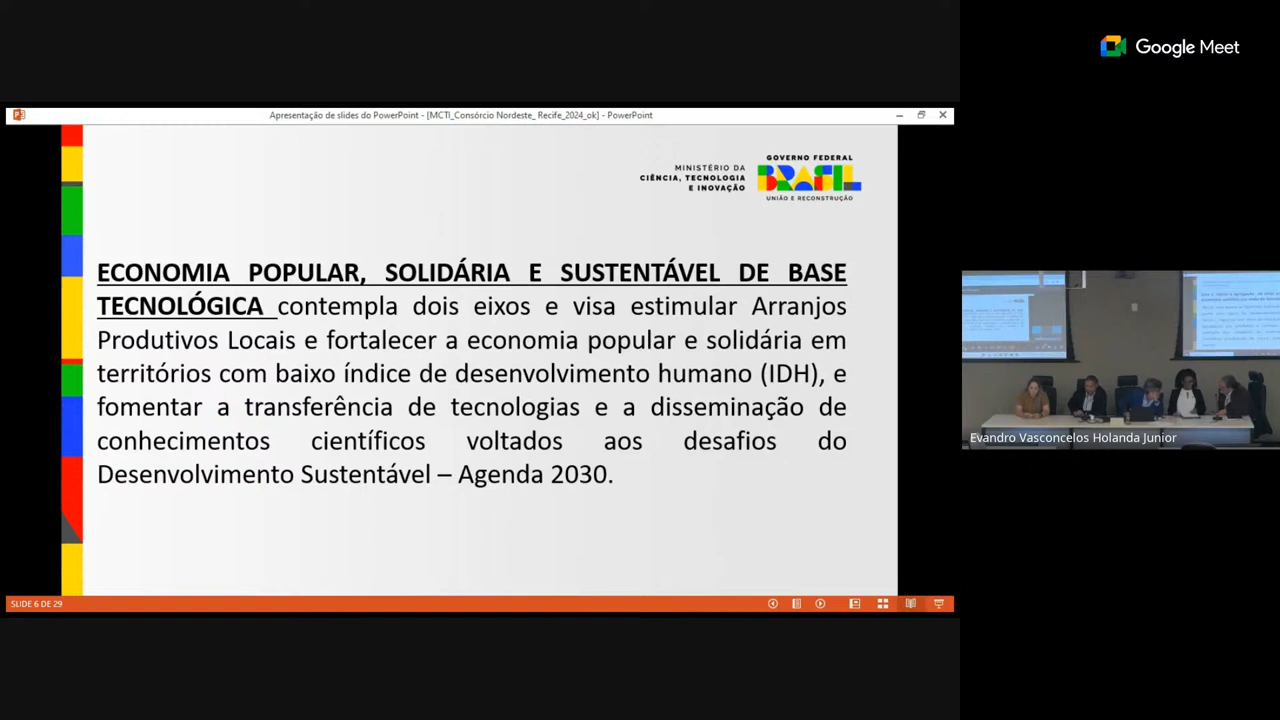 Google Meet
Apresentação de slides do PowerPoint - [MCTI_Consórcio Nordeste_ Recife_2024_ok] - PowerPoint
MINISTÉRIO DA
CIÊNCIA, TECNOLOGIA
E INOVAÇÃO
GOVERNO FEDERAL
BRASIL
UNIÃO E RECONSTRUÇÃO
ECONOMIA POPULAR, SOLIDÁRIA E SUSTENTÁVEL DE BASE
TECNOLÓGICA contempla dois eixos e visa estimular Arranjos
Produtivos Locais e fortalecer a economia popular e solidária em
territórios com baixo índice de desenvolvimento humano (IDH), e
fomentar a transferência de tecnologias e a disseminação de
conhecimentos científicos voltados aos desafios do
Desenvolvimento Sustentável – Agenda 2030.
Evandro Vasconcelos Holanda Junior
SLIDE 6 DE 29